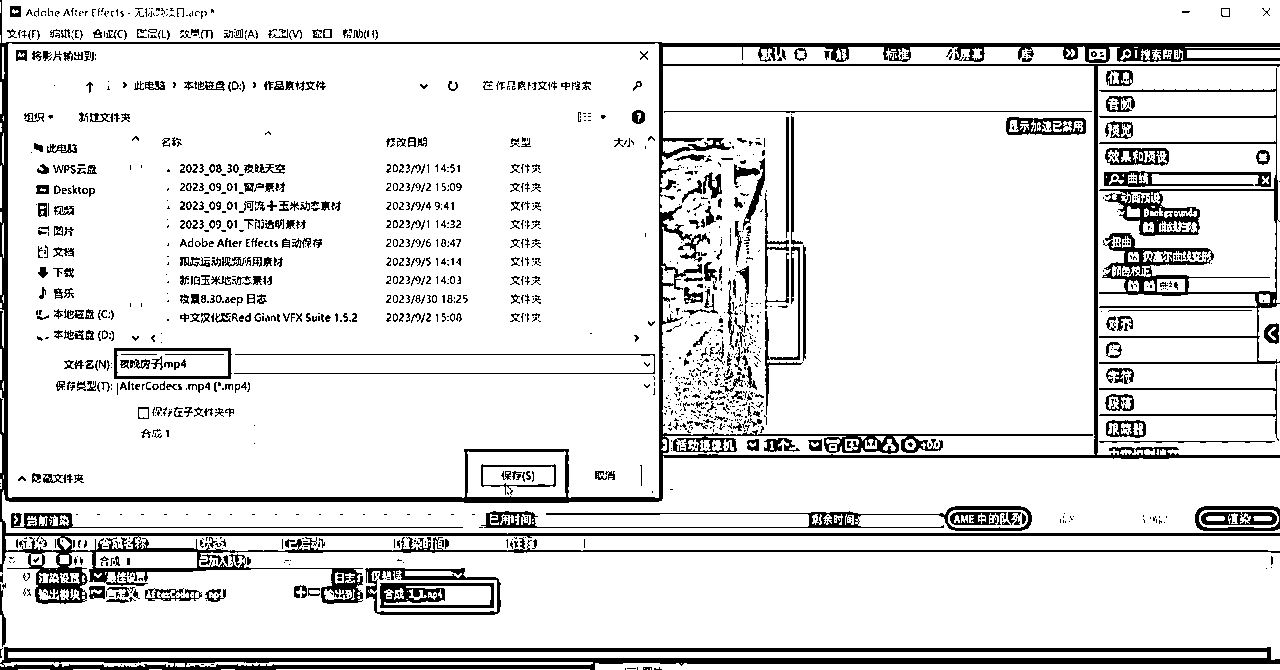 Adobe After Effects - 无标题项目.aep *
文件(F) 编辑(E) 合成(C) 图层(L) 效果(T) 动画(A) 视图(V) 窗口 帮助(H)
将影片输出到:
默认 了解 标准 小屏幕 库 搜索帮助
此电脑 本地磁盘 (D:) 作品素材文件
在 作品素材文件 中搜索
组织 新建文件夹
名称 修改日期 类型 大小
此电脑
WPS云盘
Desktop
视频
图片
文档
下载
音乐
本地磁盘 (C:)
本地磁盘 (D:)
2023_08_30_夜晚天空 2023/9/1 14:51 文件夹
2023_09_01_窗户素材 2023/9/2 15:09 文件夹
2023_09_01_河流+玉米动态素材 2023/9/4 9:41 文件夹
2023_09_01_下雨透明素材 2023/9/1 14:32 文件夹
Adobe After Effects 自动保存 2023/9/6 18:47 文件夹
跟踪运动视频所用素材 2023/9/5 14:14 文件夹
新旧玉米地动态素材 2023/9/2 14:03 文件夹
夜景8.30.aep 日志 2023/8/30 18:25 文件夹
中文汉化版Red Giant VFX Suite 1.5.2 2023/9/2 15:08 文件夹
文件名(N): 夜晚房子.mp4
保存类型(T): AfterCodecs .mp4 (*.mp4)
保存在子文件夹中
合成 1
隐藏文件夹 保存(S) 取消
显示加速已禁用
信息
音频
预览
效果和预设
曲线
动画预设
Backgrounds
扭曲
贝塞尔曲线变形
颜色校正
曲线
对齐
库
字符
段落
跟踪器
活动摄像机 1个... +0.0
当前渲染 已用时间: 剩余时间: AME 中的队列 渲染
渲染 合成名称 状态 已启动 渲染时间 注释
合成 1 已加入队列
渲染设置: 最佳设置 日志: 仅错误
输出模块: 自定义: AfterCodecs .mp4 输出到: 合成 1_1.mp4